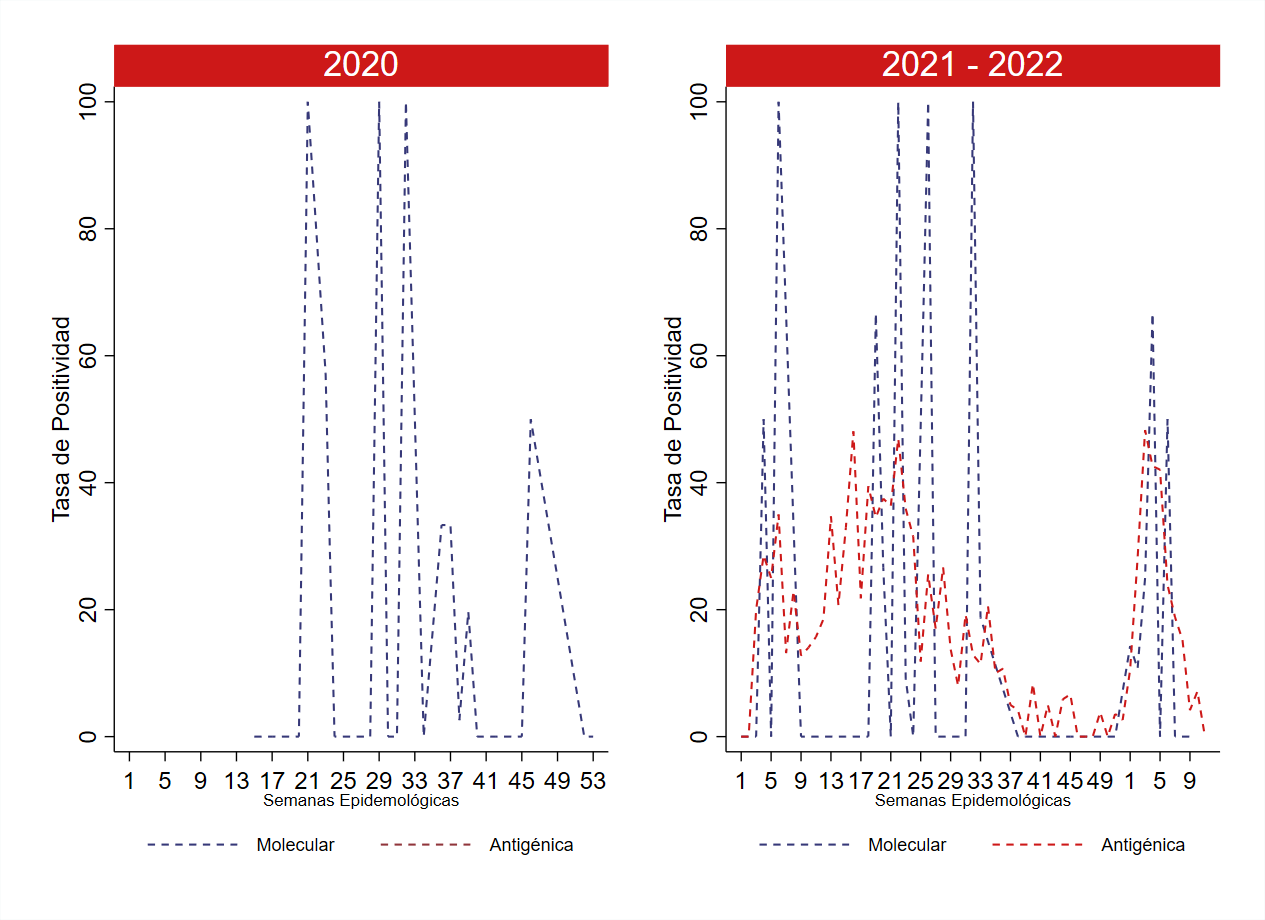 2020
Tasa de Positividad
100
80
60
40
20
0
1 5 9 13 17 21 25 29 33 37 41 45 49 53
Semanas Epidemológicas
Molecular Antigénica
2021 - 2022
Tasa de Positividad
100
80
60
40
20
0
1 5 9 13 17 21 25 29 33 37 41 45 49 1 5 9
Semanas Epidemológicas
Molecular Antigénica